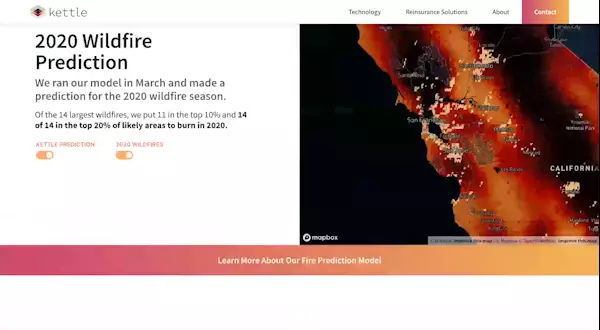 kettle
Technology
Reinsurance Solutions
About
Contact
2020 Wildfire
Prediction
We ran our model in March and made a
prediction for the 2020 wildfire season.
Of the 14 largest wildfires, we put 11 in the top 10% and 14
of 14 in the top 20% of likely areas to burn in 2020.
KETTLE PREDICTION
2020 WILDFIRES
San Francisco
CALIFORNIA
mapbox
Learn More About Our Fire Prediction Model